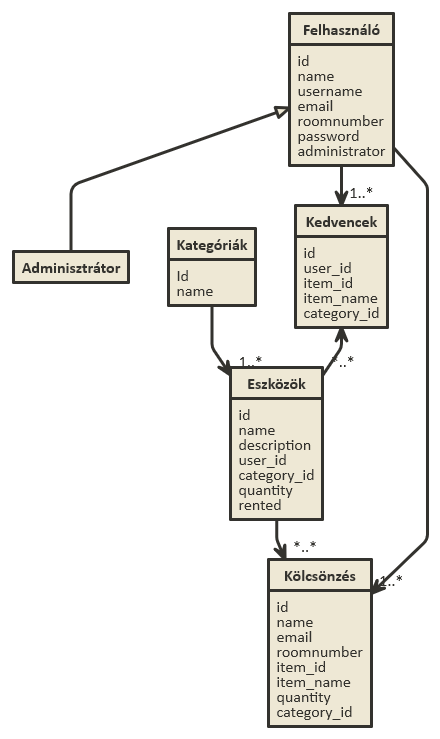 Felhasználó
id
name
username
email
roomnumber
password
administrator
1..*
Kedvencek
id
user_id
item_id
item_name
category_id
Kategóriák
Id
name
Adminisztrátor
1..*
*..*
Eszközök
id
name
description
user_id
category_id
quantity
rented
*..*
Kölcsönzés
1..*
id
name
email
roomnumber
item_id
item_name
quantity
category_id